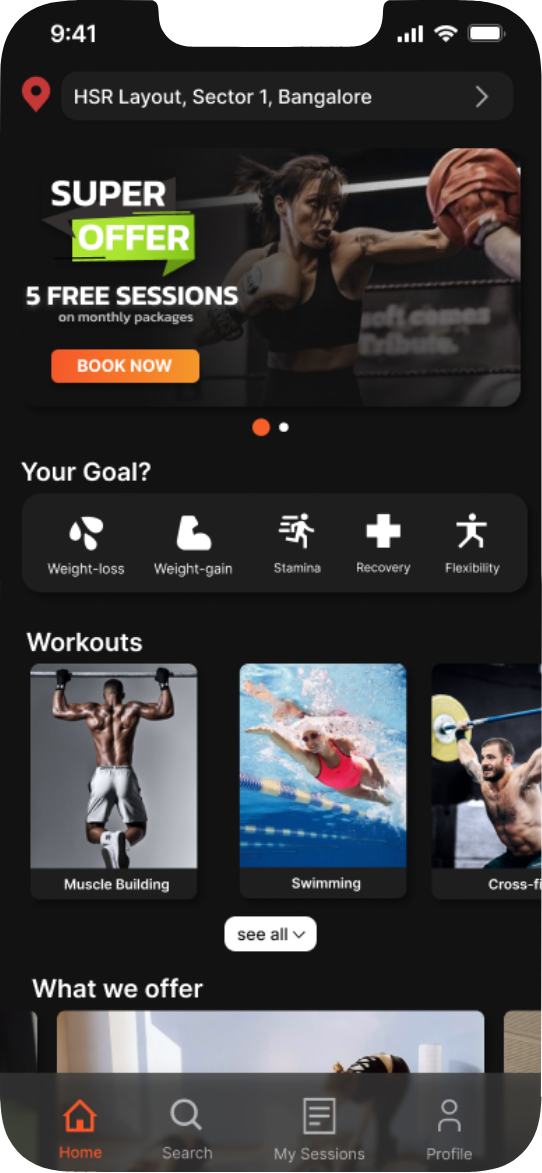 9:41
HSR Layout, Sector 1, Bangalore
SUPER
OFFER
5 FREE SESSIONS
on monthly packages
BOOK NOW
Your Goal?
Weight-loss Weight-gain Stamina Recovery Flexibility
Workouts
Muscle Building Swimming Cross-fi
see all
What we offer
Home Search My Sessions Profile